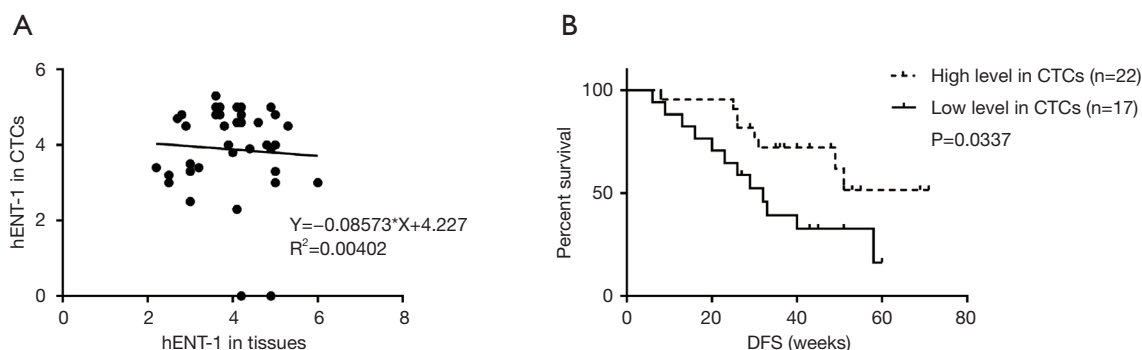 A
6
4
2
0
hENT-1 in CTCs
0
2
4
6
8
hENT-1 in tissues
Y=−0.08573*X+4.227
R²=0.00402
B
100
50
0
Percent survival
0
20
40
60
80
DFS (weeks)
High level in CTCs (n=22)
Low level in CTCs (n=17)
P=0.0337